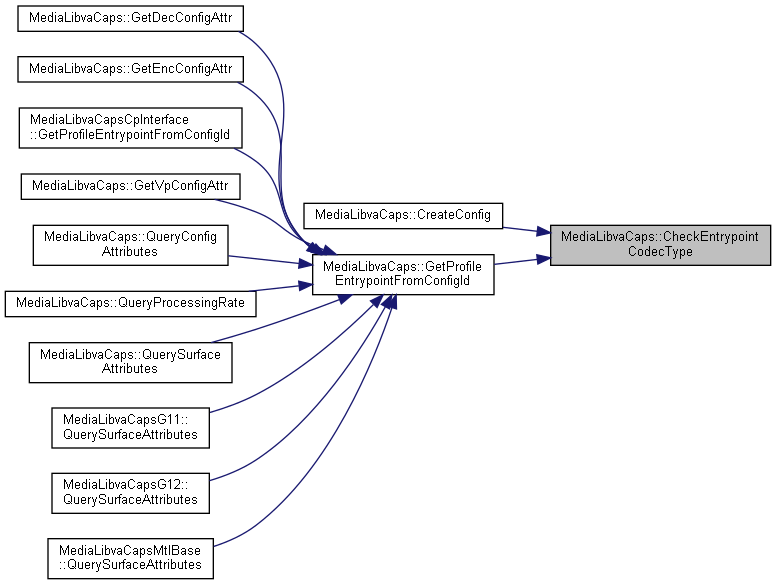 MediaLibvaCaps::GetDecConfigAttr
MediaLibvaCaps::GetEncConfigAttr
MediaLibvaCapsCpInterface
::GetProfileEntrypointFromConfigId
MediaLibvaCaps::GetVpConfigAttr
MediaLibvaCaps::QueryConfig
Attributes
MediaLibvaCaps::QueryProcessingRate
MediaLibvaCaps::QuerySurface
Attributes
MediaLibvaCapsG11::
QuerySurfaceAttributes
MediaLibvaCapsG12::
QuerySurfaceAttributes
MediaLibvaCapsMtlBase
::QuerySurfaceAttributes
MediaLibvaCaps::CreateConfig
MediaLibvaCaps::GetProfile
EntrypointFromConfigId
MediaLibvaCaps::CheckEntrypoint
CodecType